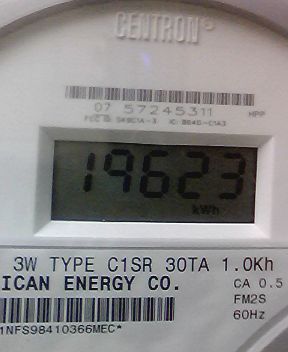 CENTRON®
07 57245311
HPP
19623
kWh
3W TYPE C1SR 30TA 1.0Kh
ICAN ENERGY CO.
CA 0.5
FM2S
60Hz
1NFS98410366MEC*